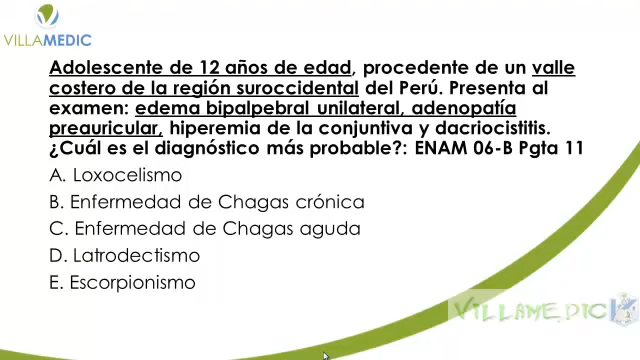 VILLAMEDIC
Adolescente de 12 años de edad, procedente de un valle
costero de la región suroccidental del Perú. Presenta al
examen: edema bipalpebral unilateral, adenopatía
preauricular, hiperemia de la conjuntiva y dacriocistitis.
¿Cuál es el diagnóstico más probable?: ENAM 06-B Pgta 11
A. Loxocelismo
B. Enfermedad de Chagas crónica
C. Enfermedad de Chagas aguda
D. Latrodectismo
E. Escorpionismo
VILLAMEDIC